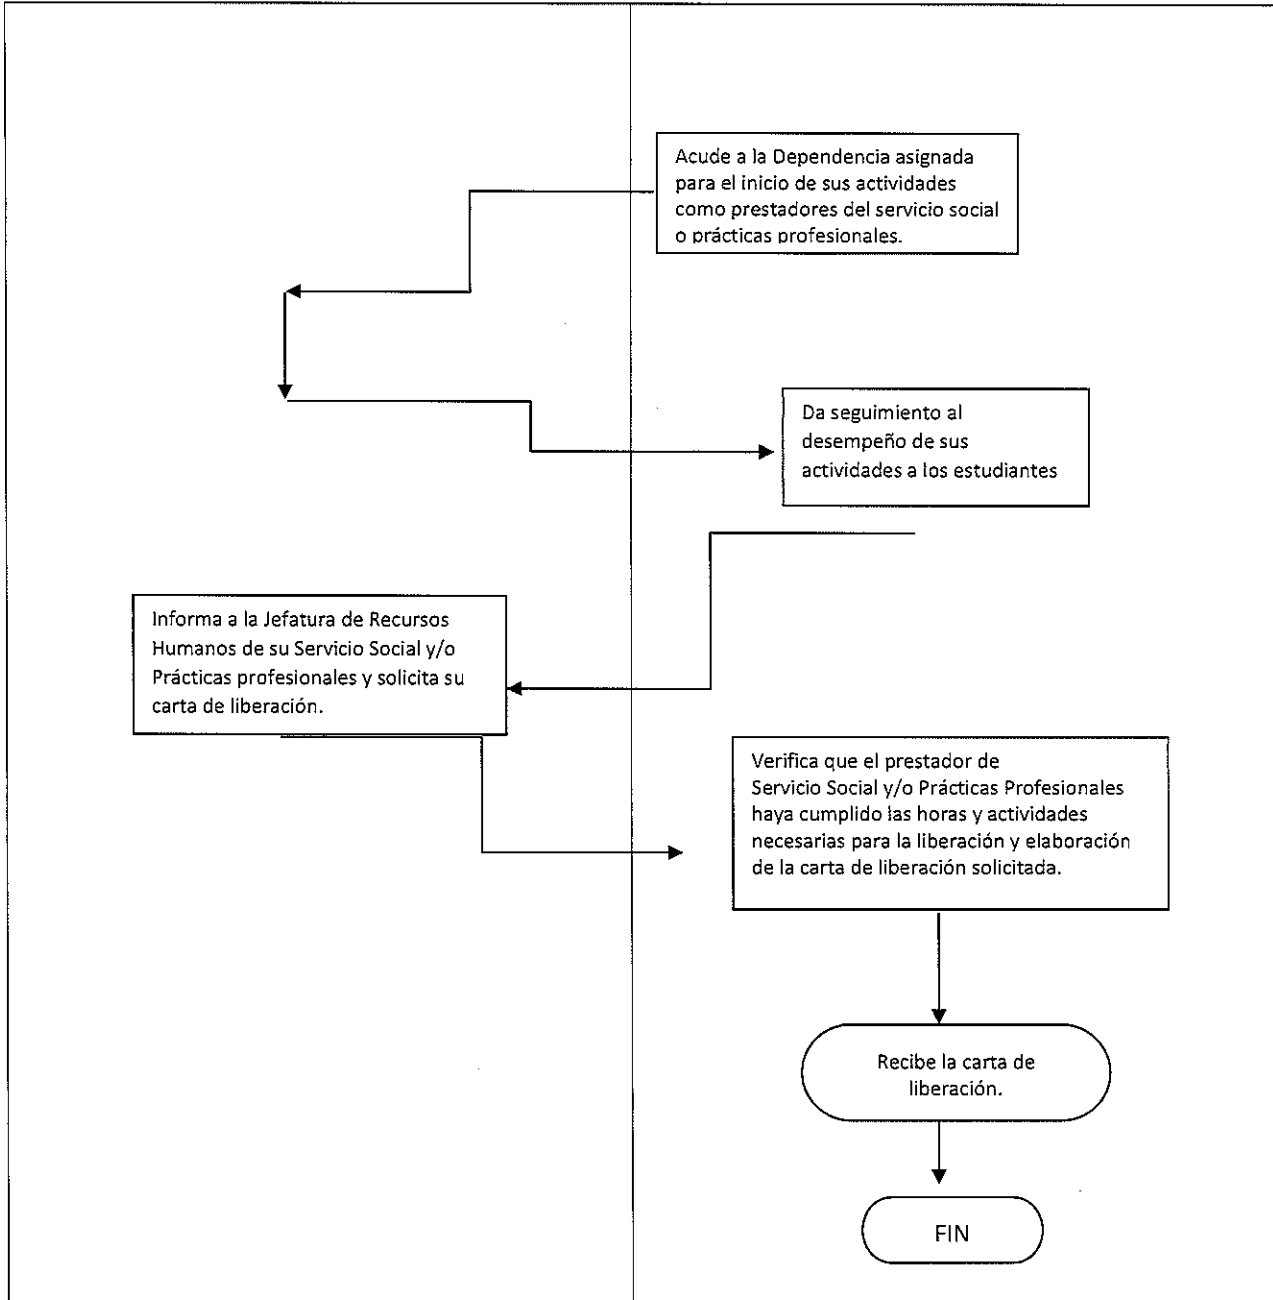 Acude a la Dependencia asignada
para el inicio de sus actividades
como prestadores del servicio social
o prácticas profesionales.
Da seguimiento al
desempeño de sus
actividades a los estudiantes
Informa a la Jefatura de Recursos
Humanos de su Servicio Social y/o
Prácticas profesionales y solicita su
carta de liberación.
Verifica que el prestador de
Servicio Social y/o Prácticas Profesionales
haya cumplido las horas y actividades
necesarias para la liberación y elaboración
de la carta de liberación solicitada.
Recibe la carta de
liberación.
FIN